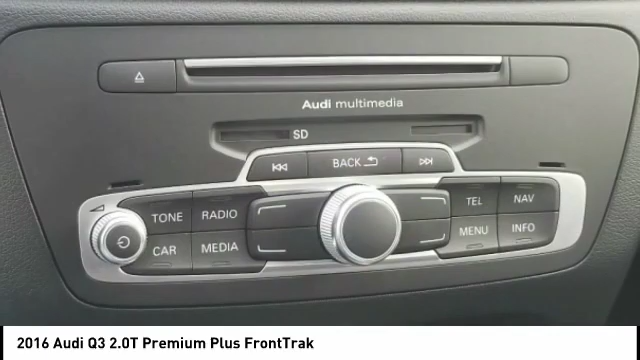 Audi multimedia
SD
BACK
TONE RADIO TEL NAV
CAR MEDIA MENU INFO
2016 Audi Q3 2.0T Premium Plus FrontTrak